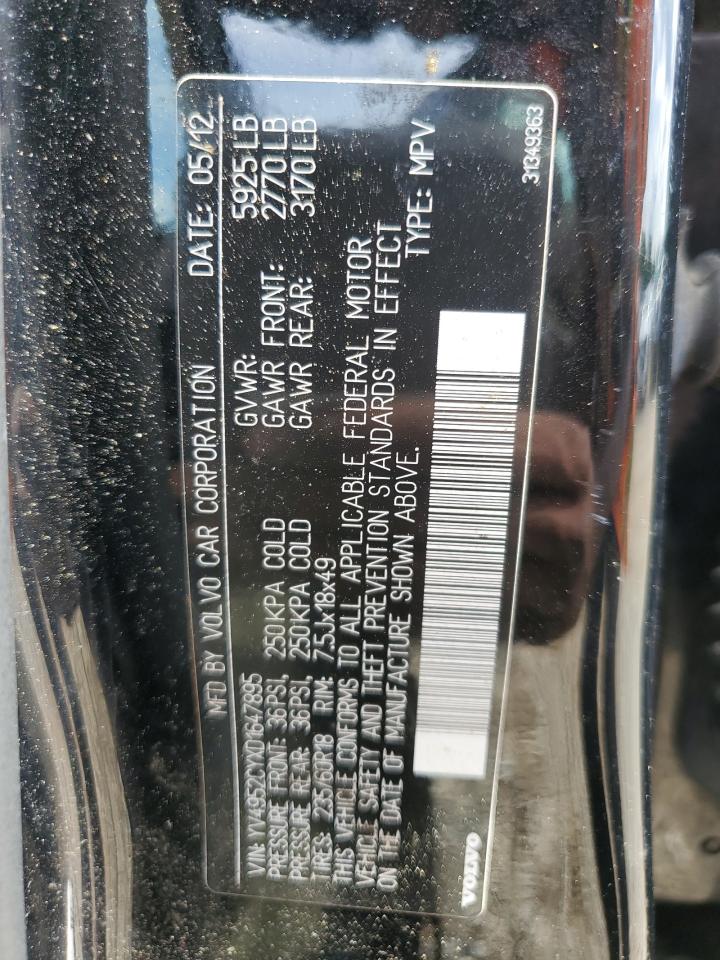 MFD BY VOLVO CAR CORPORATION DATE: 05/12
VIN: YV4952CYXD1647895 GVWR: 5925 LB
PRESSURE FRONT: 36PSI, 250KPA COLD GAWR FRONT: 2770 LB
PRESSURE REAR: 36PSI, 250KPA COLD GAWR REAR: 3170 LB
TIRES: 235/60R18 RIM: 7.5Jx18x49
THIS VEHICLE CONFORMS TO ALL APPLICABLE FEDERAL MOTOR
VEHICLE SAFETY AND THEFT PREVENTION STANDARDS IN EFFECT
ON THE DATE OF MANUFACTURE SHOWN ABOVE. TYPE: MPV
VOLVO 31349363